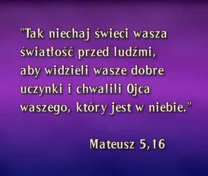 "Tak niechaj świeci wasza
światłość przed ludźmi,
aby widzieli wasze dobre
uczynki i chwalili Ojca
waszego, który jest w niebie."
Mateusz 5,16